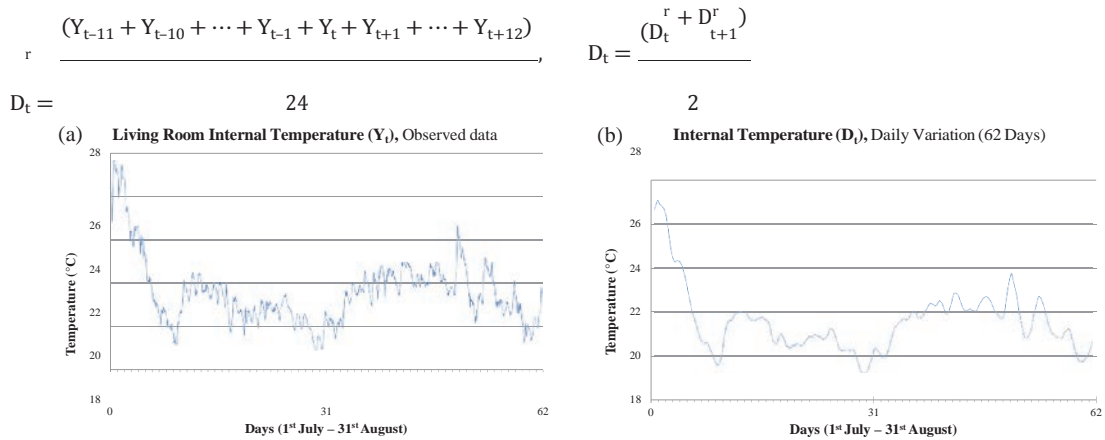 r (Y_{t–11} + Y_{t–10} + ⋯ + Y_{t–1} + Y_t + Y_{t+1} + ⋯ + Y_{t+12}),
D_t = 24
D_t = (D_t^r + D_{t+1}^r)
2
(a) Living Room Internal Temperature (Y_t), Observed data
28
26
24
22
20
18
Temperature (°C)
0 31 62
Days (1st July – 31st August)
(b) Internal Temperature (D_t), Daily Variation (62 Days)
28
26
24
22
20
18
Temperature (°C)
0 31 62
Days (1st July – 31st August)